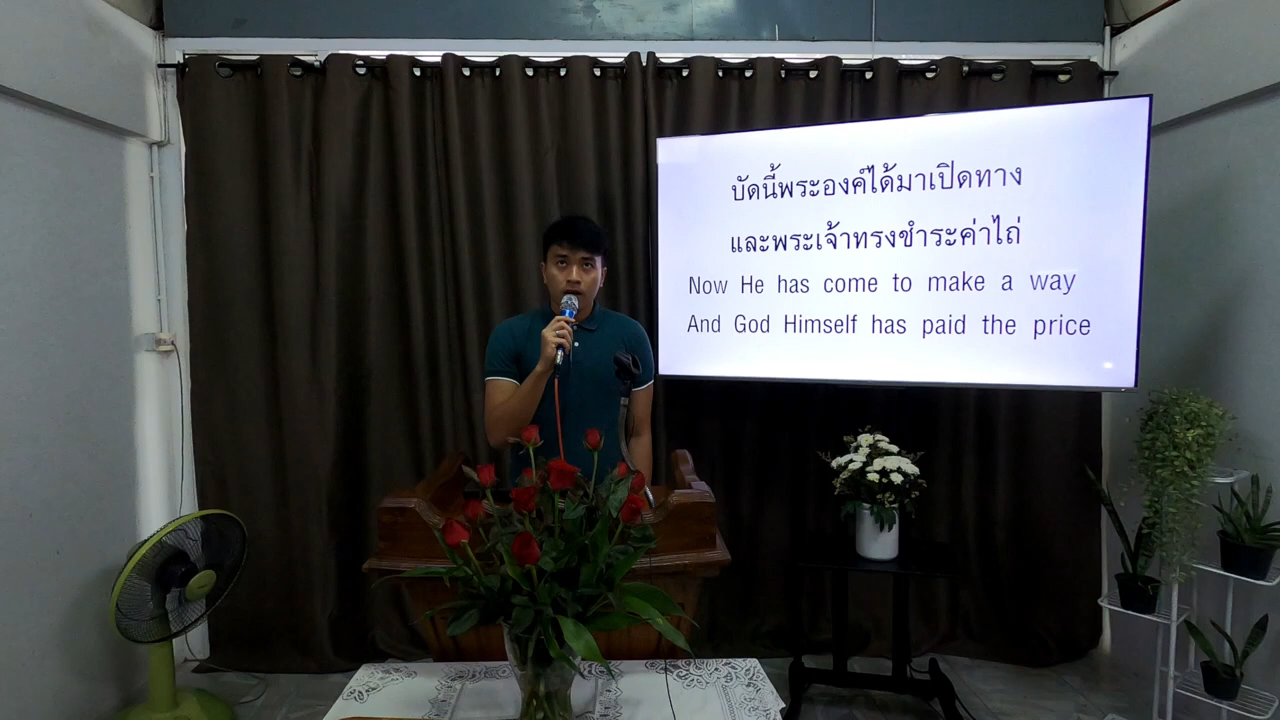 บัดนี้พระองค์ได้มาเปิดทาง
และพระเจ้าทรงชำระค่าไถ่
Now He has come to make a way
And God Himself has paid the price